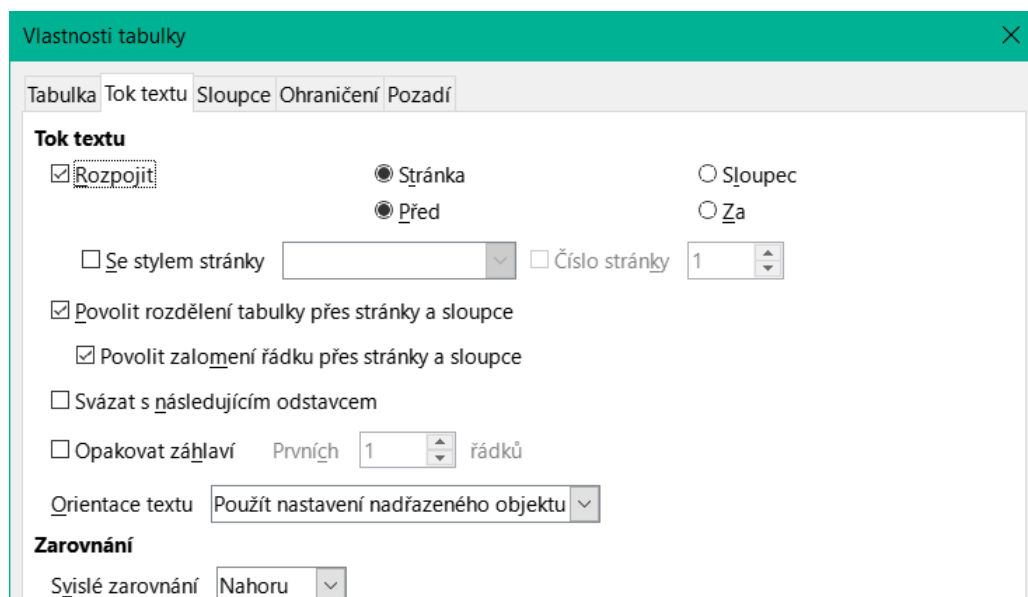 Vlastnosti tabulky
Tabulka Tok textu Sloupce Ohraničení Pozadí
Tok textu
Rozpojit Stránka Sloupec
Před Za
Se stylem stránky Číslo stránky 1
Povolit rozdělení tabulky přes stránky a sloupce
Povolit zalomení řádku přes stránky a sloupce
Svázat s následujícím odstavcem
Opakovat záhlaví Prvních 1 řádků
Orientace textu Použít nastavení nadřazeného objektu
Zarovnání
Svislé zarovnání Nahoru